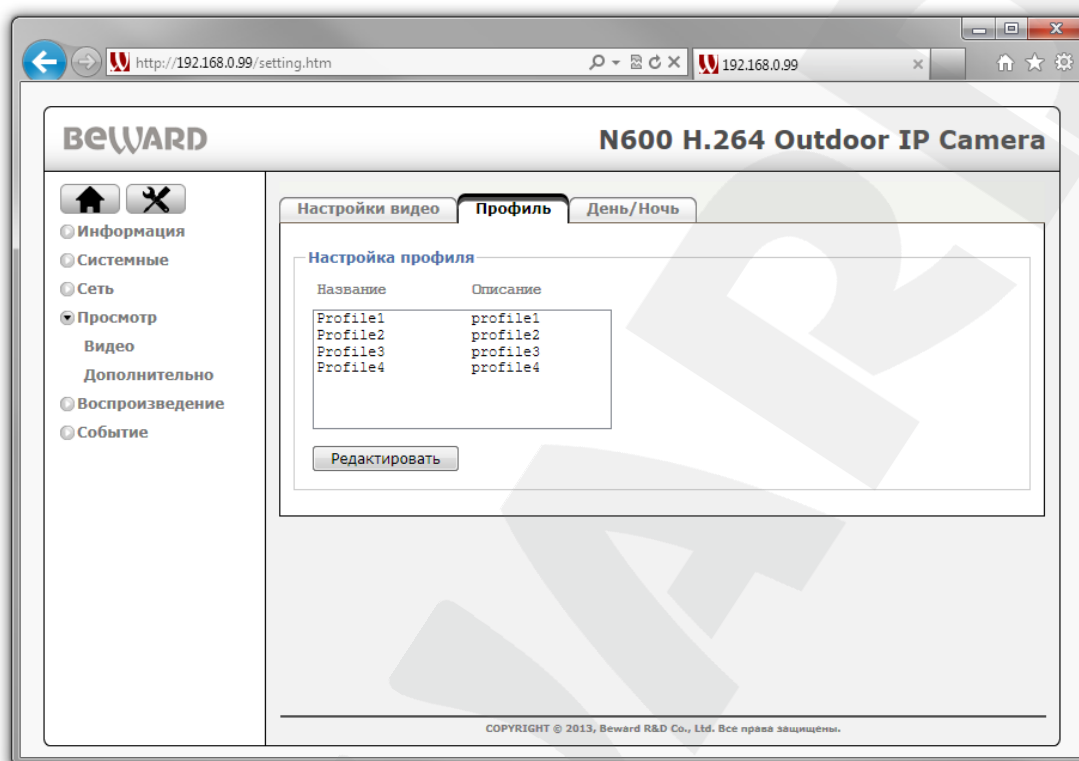 http://192.168.0.99/setting.htm
192.168.0.99
BEWARD
N600 H.264 Outdoor IP Camera
Информация
Системные
Сеть
Просмотр
Видео
Дополнительно
Воспроизведение
Событие
Настройки видео Профиль День/Ночь
Настройка профиля
Название Описание
Profile1 profile1
Profile2 profile2
Profile3 profile3
Profile4 profile4
Редактировать
COPYRIGHT © 2013, Beward R&D Co., Ltd. Все права защищены.